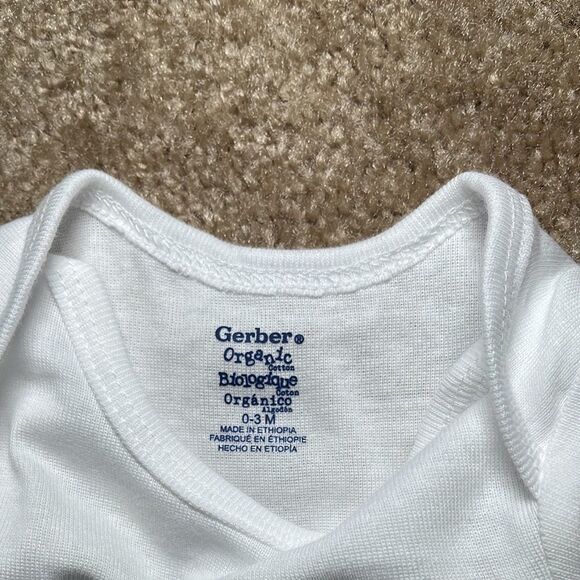 Gerber®
Organic
Cotton
Biologique
Coton
Orgánico
Algodón
0-3 M
MADE IN ETHIOPIA
FABRIQUÉ EN ÉTHIOPIE
HECHO EN ETIOPÍA